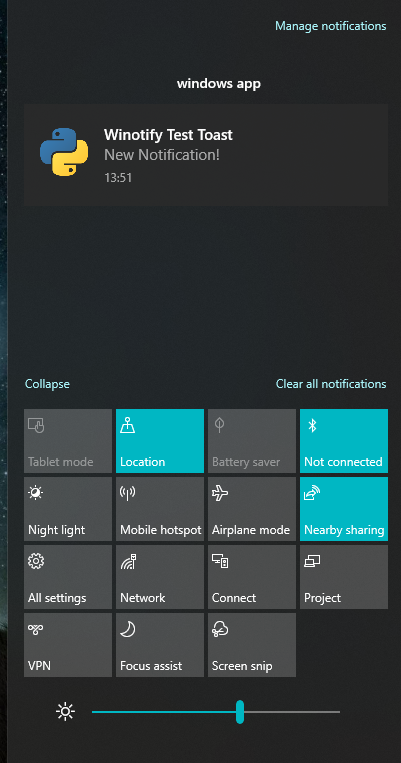 Manage notifications
windows app
Winotify Test Toast
New Notification!
13:51
Collapse
Clear all notifications
Tablet mode
Location
Battery saver
Not connected
Night light
Mobile hotspot
Airplane mode
Nearby sharing
All settings
Network
Connect
Project
VPN
Focus assist
Screen snip